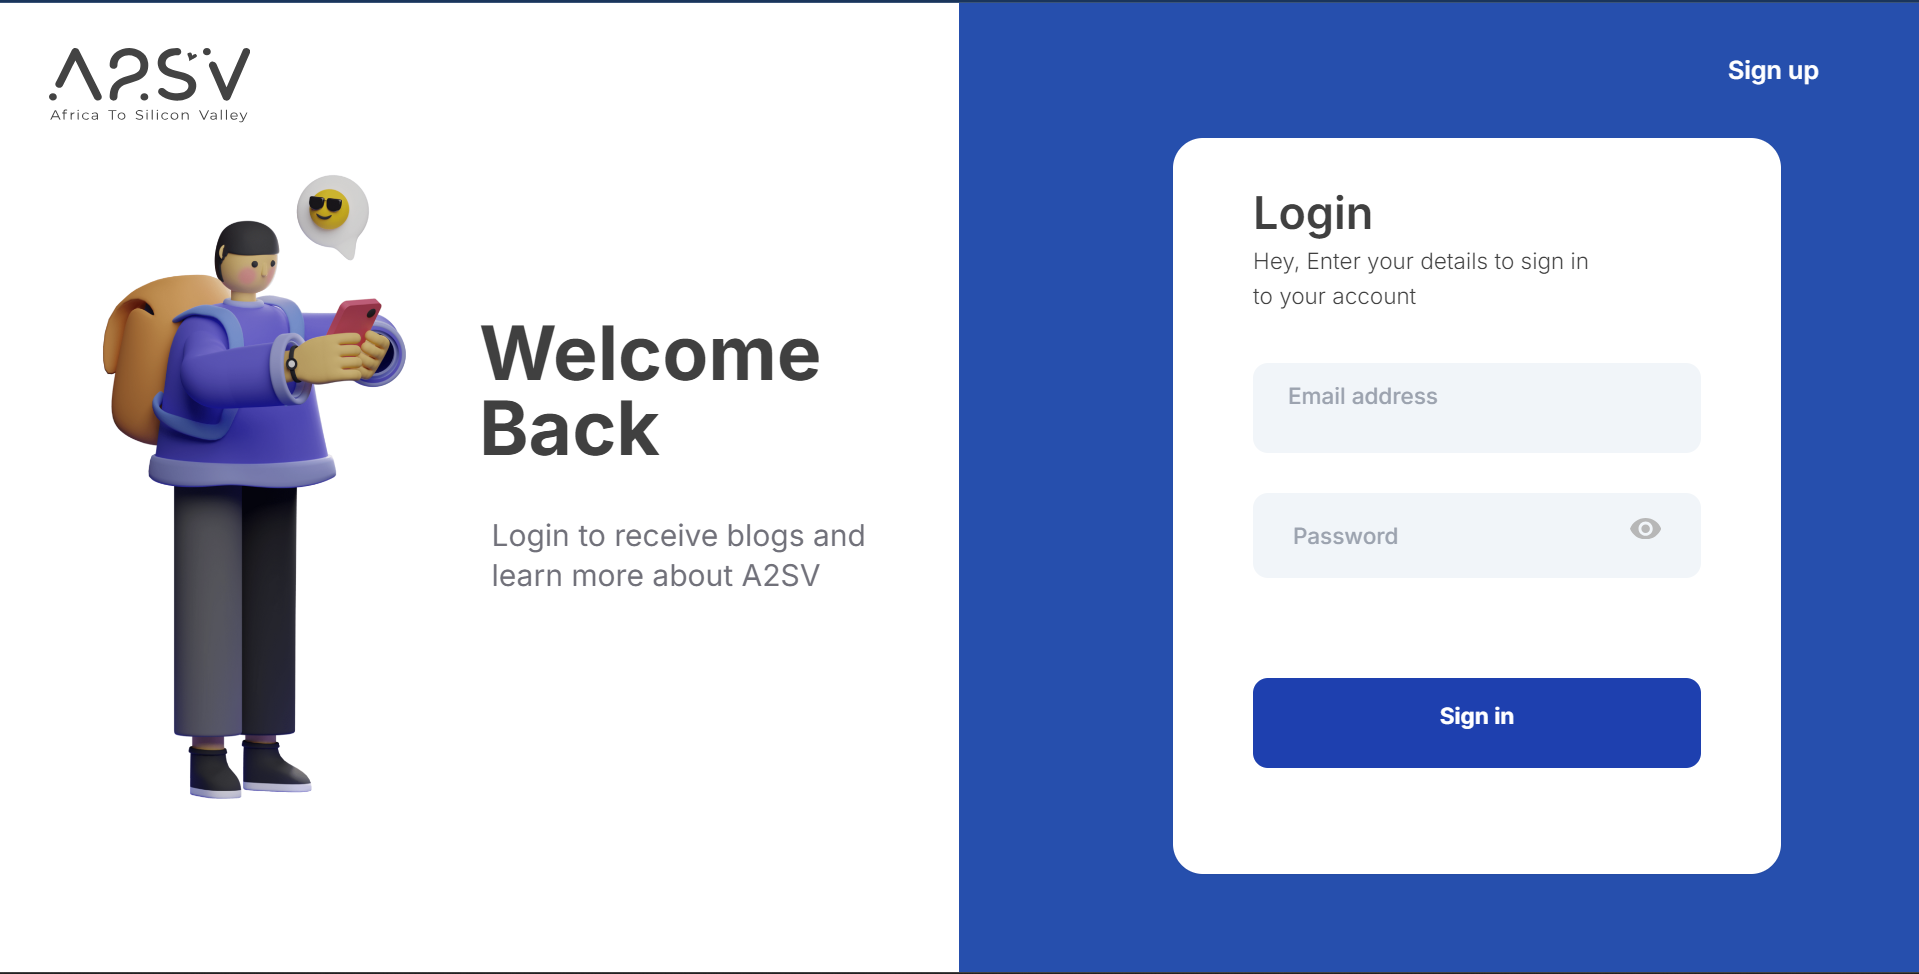 A2SV
Africa To Silicon Valley
Welcome
Back
Login to receive blogs and
learn more about A2SV
Sign up
Login
Hey, Enter your details to sign in
to your account
Email address
Password
Sign in